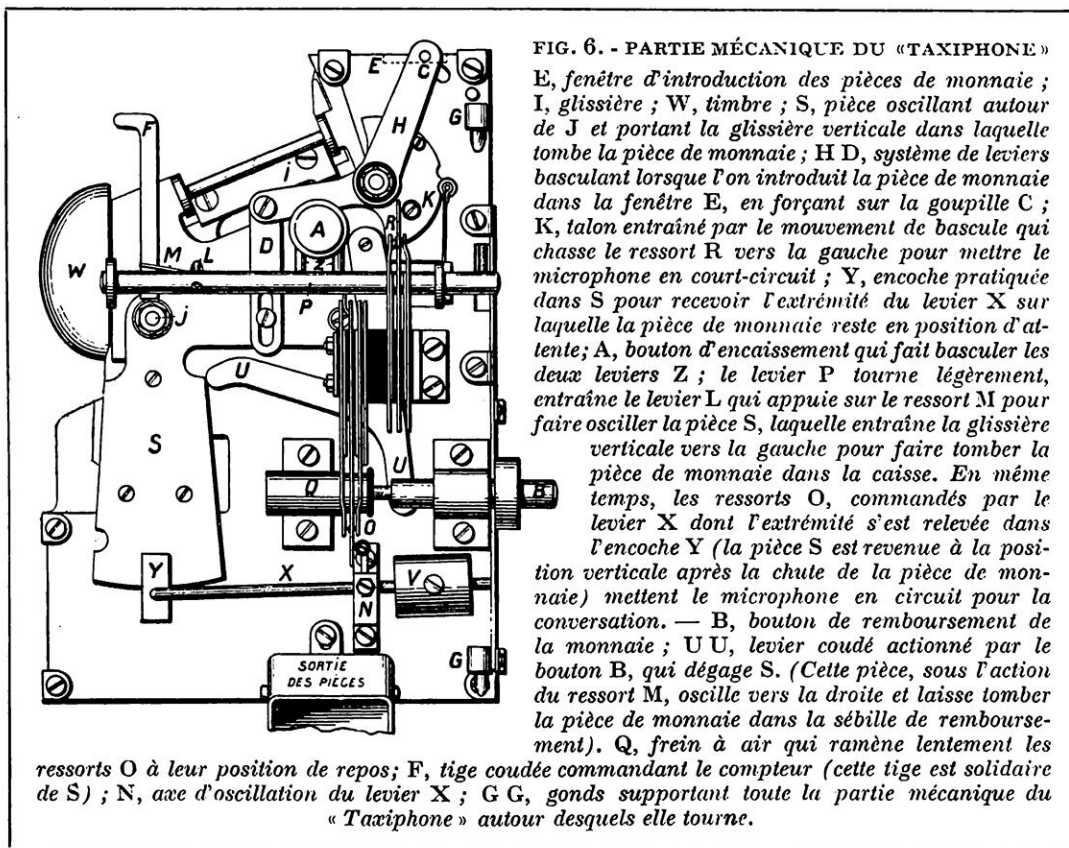 FIG. 6. - PARTIE MÉCANIQUE DU «TAXIPHONE»
E, fenêtre d'introduction des pièces de monnaie ;
I, glissière ; W, timbre ; S, pièce oscillant autour
de J et portant la glissière verticale dans laquelle
tombe la pièce de monnaie ; H D, système de leviers
basculant lorsque l'on introduit la pièce de monnaie
dans la fenêtre E, en forçant sur la goupille C ;
K, talon entraîné par le mouvement de bascule qui
chasse le ressort R vers la gauche pour mettre le
microphone en court-circuit ; Y, encoche pratiquée
dans S pour recevoir l'extrémité du levier X sur
laquelle la pièce de monnaie reste en position d'at-
tente; A, bouton d'encaissement qui fait basculer les
deux leviers Z ; le levier P tourne légèrement,
entraîne le levier L qui appuie sur le ressort M pour
faire osciller la pièce S, laquelle entraîne la glissière
verticale vers la gauche pour faire tomber la
pièce de monnaie dans la caisse. En même
temps, les ressorts O, commandés par le
levier X dont l'extrémité s'est relevée dans
l'encoche Y (la pièce S est revenue à la posi-
tion verticale après la chute de la pièce de mon-
naie) mettent le microphone en circuit pour la
conversation. — B, bouton de remboursement de
la monnaie ; U U, levier coudé actionné par le
bouton B, qui dégage S. (Cette pièce, sous l'action
du ressort M, oscille vers la droite et laisse tomber
la pièce de monnaie dans la sébille de rembourse-
ment). Q, frein à air qui ramène lentement les
ressorts O à leur position de repos; F, tige coudée commandant le compteur (cette tige est solidaire
de S) ; N, axe d'oscillation du levier X ; G G, gonds supportant toute la partie mécanique du
« Taxiphone » autour desquels elle tourne.
E
C
G
F
H
i
K
D
A
R
W
M
L
Z
P
J
U
S
Q
U
B
O
Y
X
V
N
G
SORTIE
DES PIÈCES